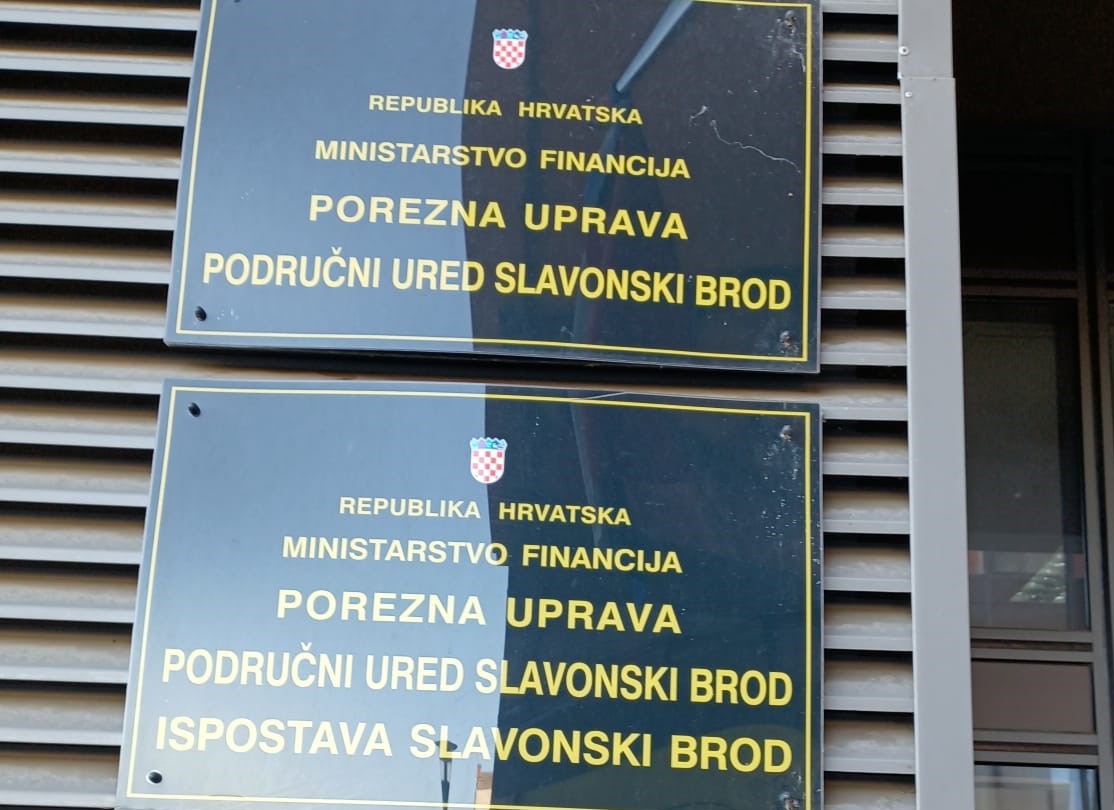 REPUBLIKA HRVATSKA
MINISTARSTVO FINANCIJA
POREZNA UPRAVA
PODRUČNI URED SLAVONSKI BROD
REPUBLIKA HRVATSKA
MINISTARSTVO FINANCIJA
POREZNA UPRAVA
PODRUČNI URED SLAVONSKI BROD
ISPOSTAVA SLAVONSKI BROD